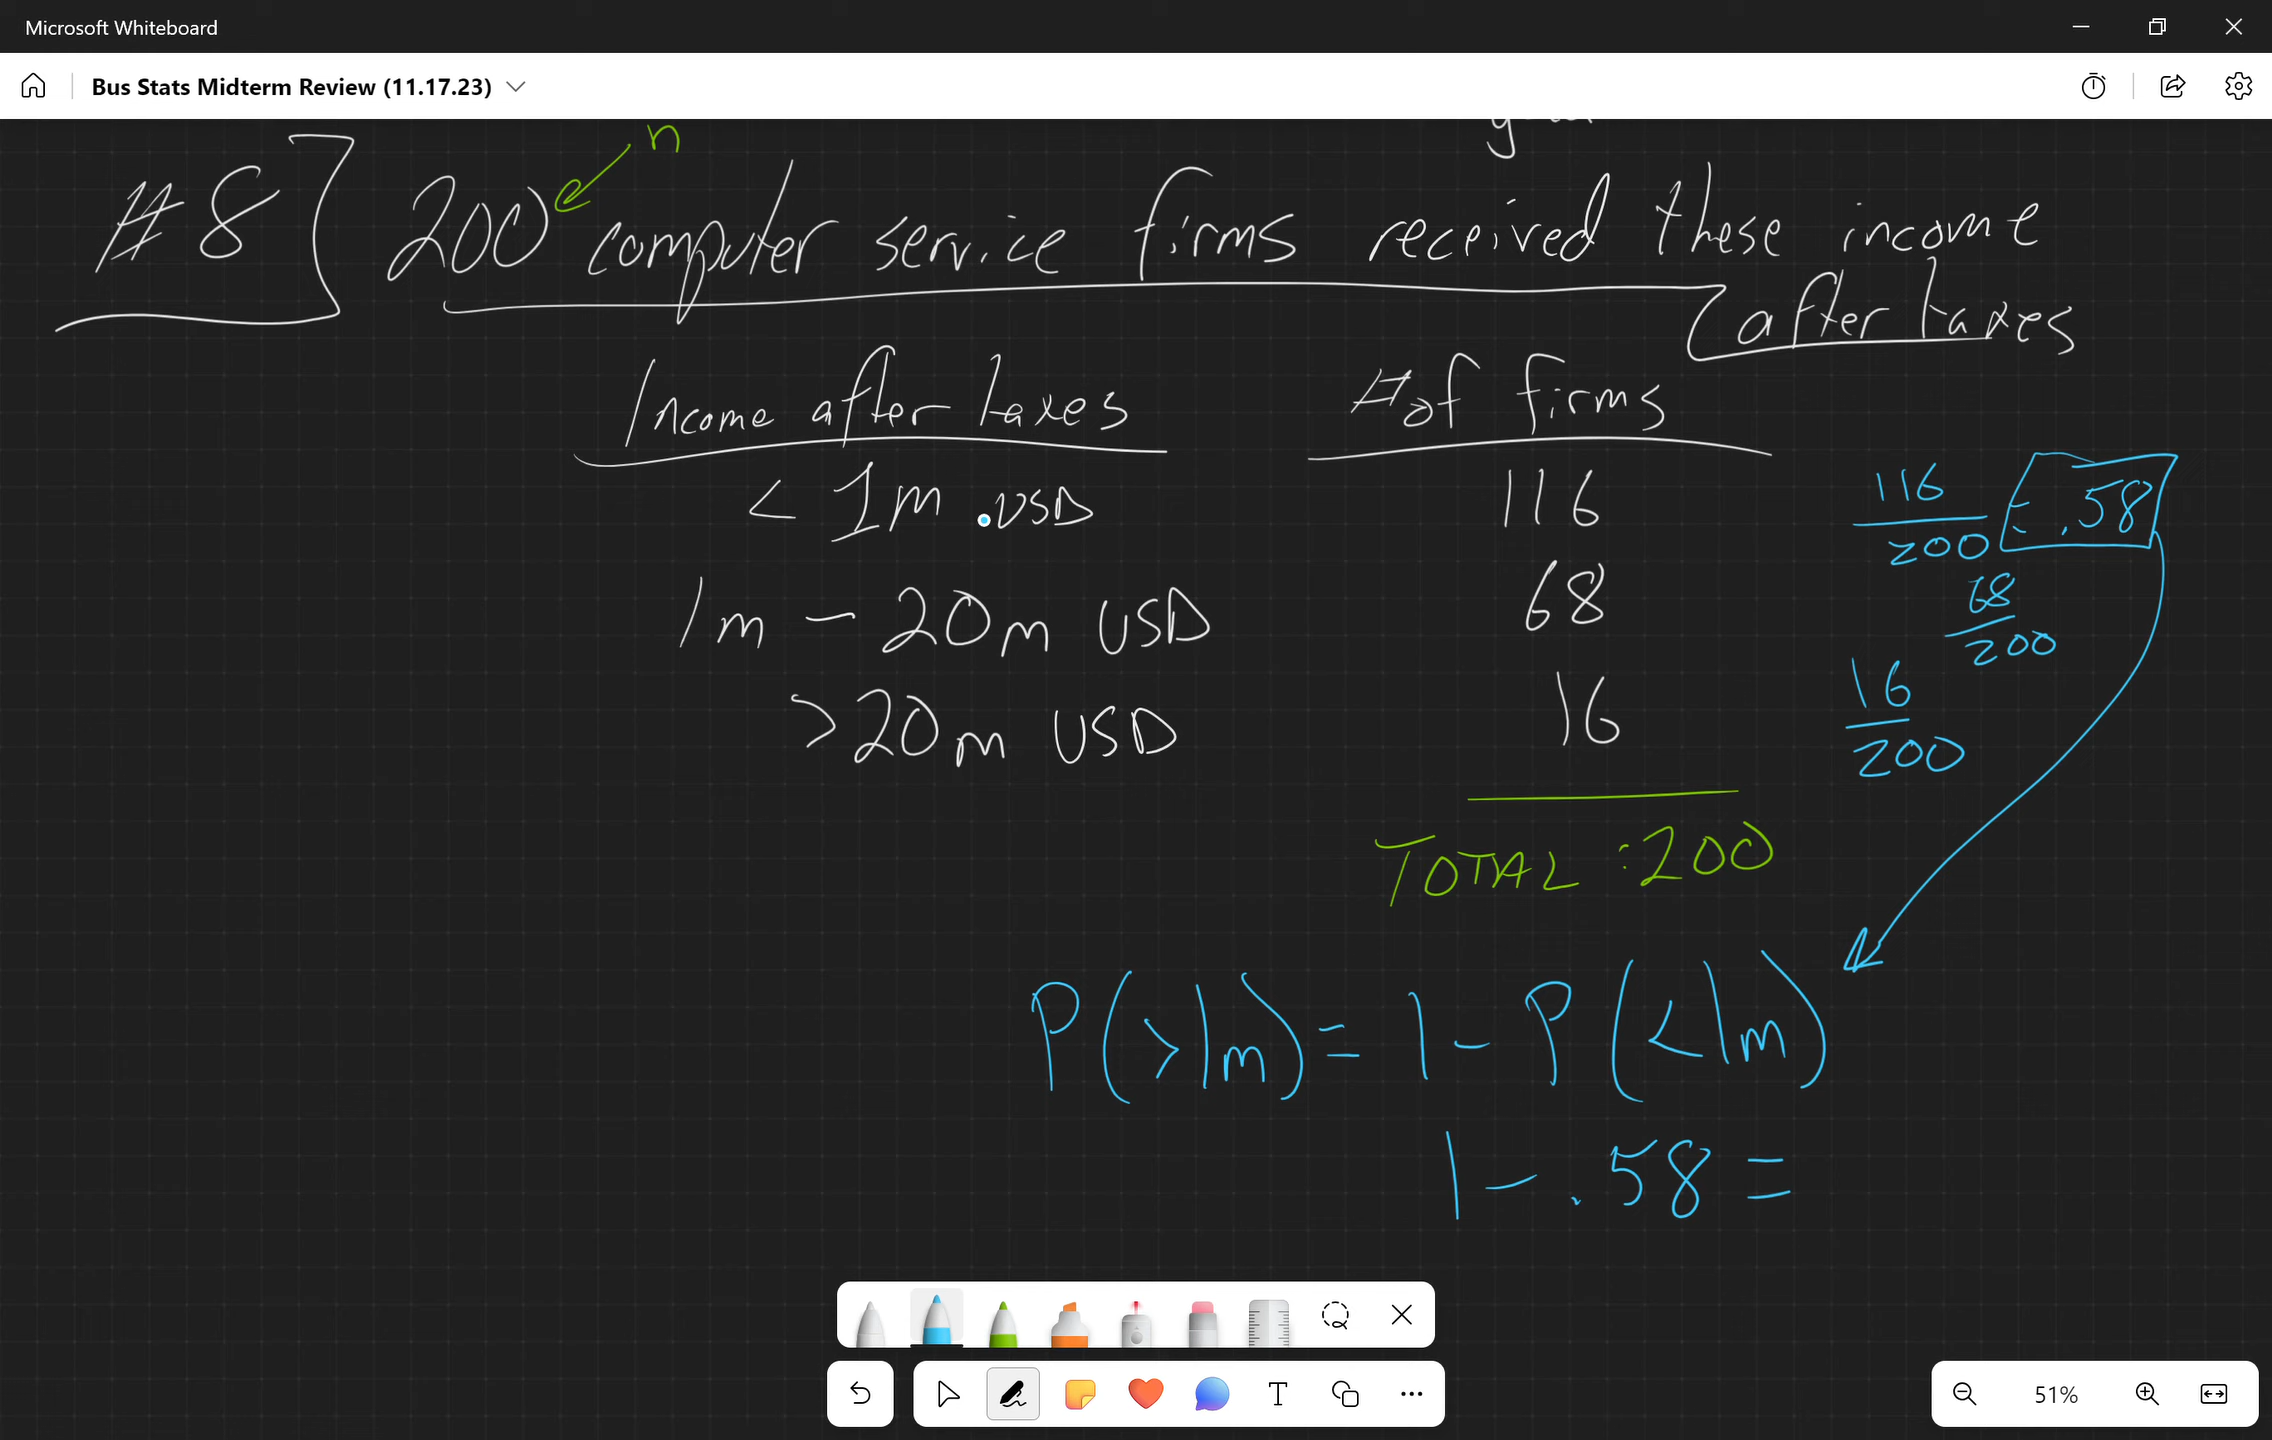 Microsoft Whiteboard
Bus Stats Midterm Review (11.17.23)
n
#8] 200 computer service firms received these income
after taxes
Income after taxes # of firms
< 1m USD 116
116/200 = .58
1m - 20m USD 68
68/200
>20m USD 16
16/200
TOTAL : 200
P(>1m) = 1 - P(<1m)
1 - .58 =
T
51%